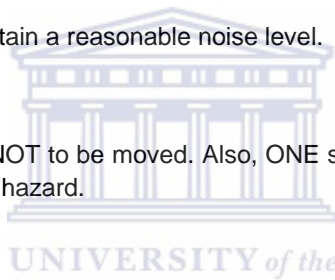 tain a reasonable noise level.
NOT to be moved. Also, ONE s
hazard.
UNIVERSITY of the